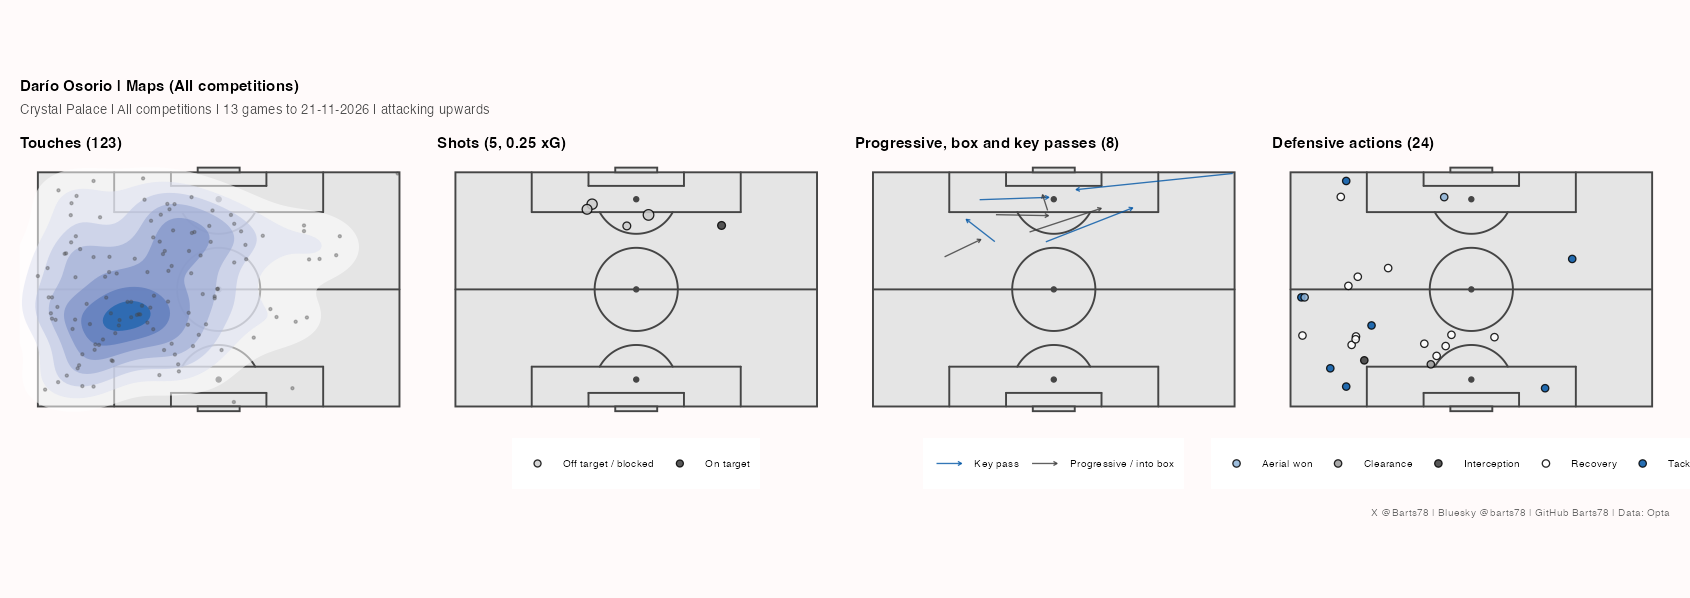 Darío Osorio | Maps (All competitions)
Crystal Palace | All competitions | 13 games to 21-11-2026 | attacking upwards
Touches (123)
Shots (5, 0.25 xG)
Progressive, box and key passes (8)
Defensive actions (24)
Off target / blocked
On target
Key pass
Progressive / into box
Aerial won
Clearance
Interception
Recovery
Tack
X @Barts78 | Bluesky @barts78 | GitHub Barts78 | Data: Opta